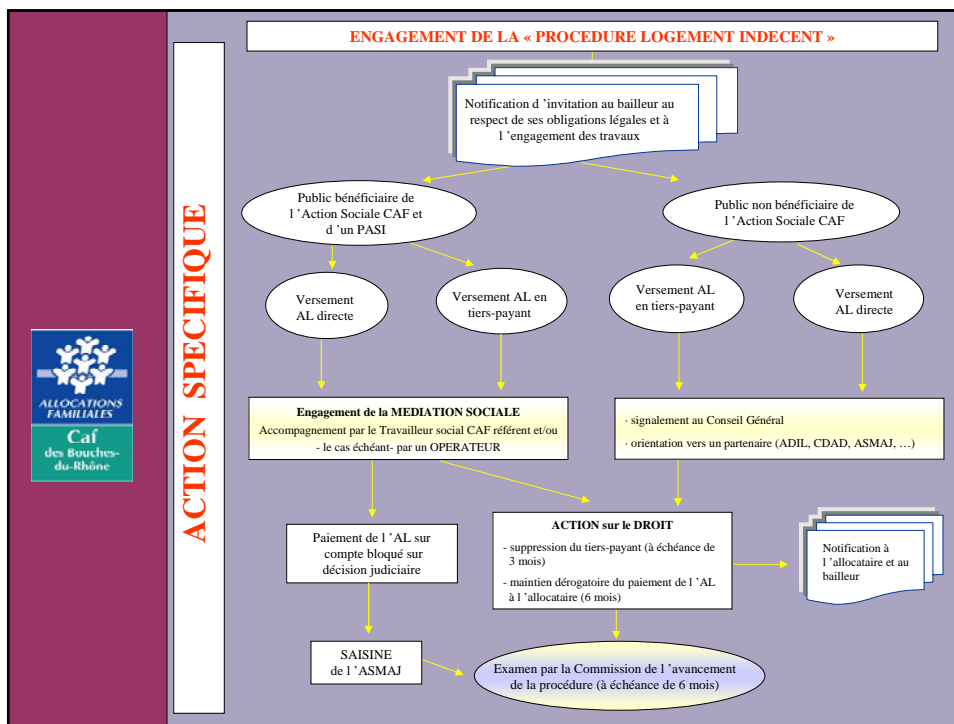 ENGAGEMENT DE LA « PROCEDURE LOGEMENT INDECENT »
Notification d ’invitation au bailleur au
respect de ses obligations légales et à
l ’engagement des travaux
Public bénéficiaire de
l ’Action Sociale CAF et
d ’un PASI
Public non bénéficiaire de
l ’Action Sociale CAF
Versement
AL directe
Versement AL en
tiers-payant
Versement AL
en tiers-payant
Versement
AL directe
ACTION SPECIFIQUE
ALLOCATIONS
FAMILIALES
Caf
des Bouches-
du-Rhône
Engagement de la MEDIATION SOCIALE
Accompagnement par le Travailleur social CAF référent et/ou
- le cas échéant- par un OPERATEUR
· signalement au Conseil Général
· orientation vers un partenaire (ADIL, CDAD, ASMAJ, …)
Paiement de l ’AL sur
compte bloqué sur
décision judiciaire
ACTION sur le DROIT
- suppression du tiers-payant (à échéance de
3 mois)
- maintien dérogatoire du paiement de l ’AL
à l ’allocataire (6 mois)
Notification à
l ’allocataire et au
bailleur
SAISINE
de l ’ASMAJ
Examen par la Commission de l ’avancement
de la procédure (à échéance de 6 mois)